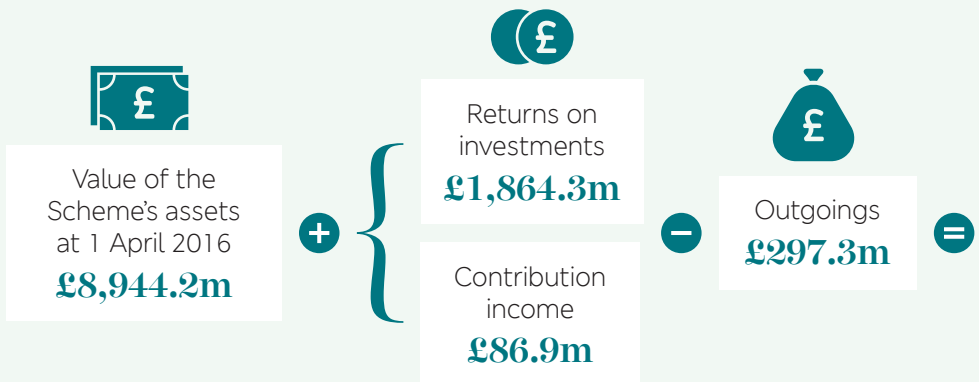 £
Value of the
Scheme's assets
at 1 April 2016
£8,944.2m
+
£
Returns on
investments
£1,864.3m
Contribution
income
£86.9m
−
£
Outgoings
£297.3m
=